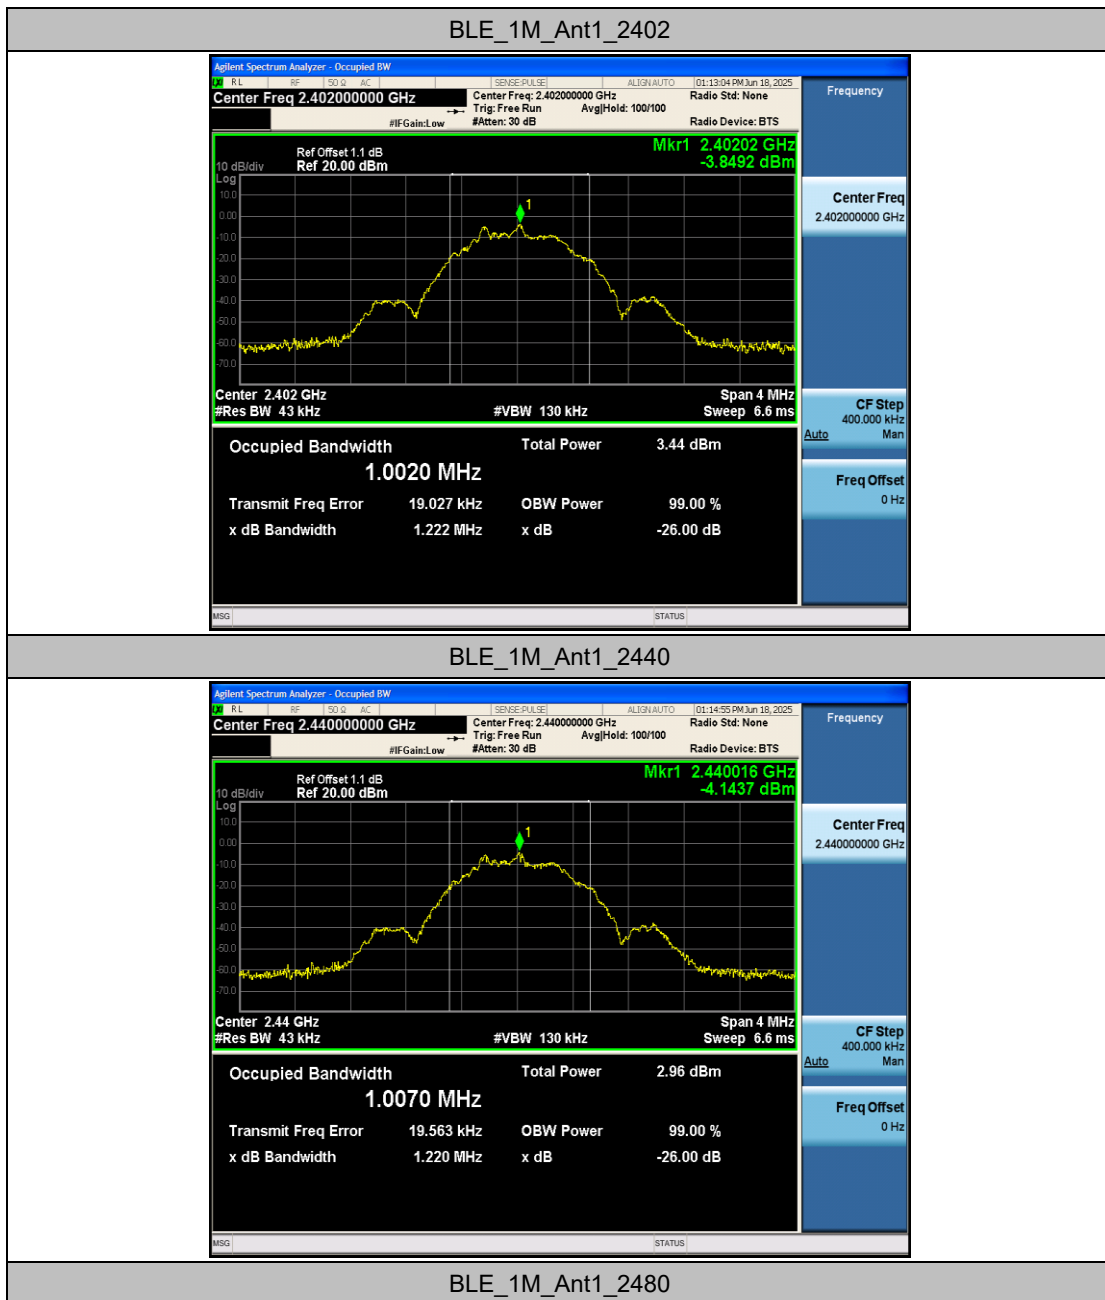 BLE_1M_Ant1_2402
Agilent Spectrum Analyzer - Occupied BW
RL RF 50 Ω AC SENSE:PULSE ALIGN AUTO 01:13:04 PM Jun 18, 2025
Center Freq 2.402000000 GHz
Center Freq: 2.402000000 GHz Radio Std: None
Trig: Free Run Avg|Hold: 100/100
#IFGain:Low #Atten: 30 dB Radio Device: BTS
Frequency
Mkr1 2.40202 GHz
-3.8492 dBm
Ref Offset 1.1 dB
10 dB/div Ref 20.00 dBm
Log
10.0
0.00
-10.0
-20.0
-30.0
-40.0
-50.0
-60.0
-70.0
1
Center Freq
2.402000000 GHz
Center 2.402 GHz Span 4 MHz
#Res BW 43 kHz #VBW 130 kHz Sweep 6.6 ms
CF Step
400.000 kHz
Auto Man
Occupied Bandwidth Total Power 3.44 dBm
1.0020 MHz
Transmit Freq Error 19.027 kHz OBW Power 99.00 %
x dB Bandwidth 1.222 MHz x dB -26.00 dB
Freq Offset
0 Hz
MSG STATUS
BLE_1M_Ant1_2440
Agilent Spectrum Analyzer - Occupied BW
RL RF 50 Ω AC SENSE:PULSE ALIGN AUTO 01:14:55 PM Jun 18, 2025
Center Freq 2.440000000 GHz
Center Freq: 2.440000000 GHz Radio Std: None
Trig: Free Run Avg|Hold: 100/100
#IFGain:Low #Atten: 30 dB Radio Device: BTS
Frequency
Mkr1 2.440016 GHz
-4.1437 dBm
Ref Offset 1.1 dB
10 dB/div Ref 20.00 dBm
Log
10.0
0.00
-10.0
-20.0
-30.0
-40.0
-50.0
-60.0
-70.0
1
Center Freq
2.440000000 GHz
Center 2.44 GHz Span 4 MHz
#Res BW 43 kHz #VBW 130 kHz Sweep 6.6 ms
CF Step
400.000 kHz
Auto Man
Occupied Bandwidth Total Power 2.96 dBm
1.0070 MHz
Transmit Freq Error 19.563 kHz OBW Power 99.00 %
x dB Bandwidth 1.220 MHz x dB -26.00 dB
Freq Offset
0 Hz
MSG STATUS
BLE_1M_Ant1_2480